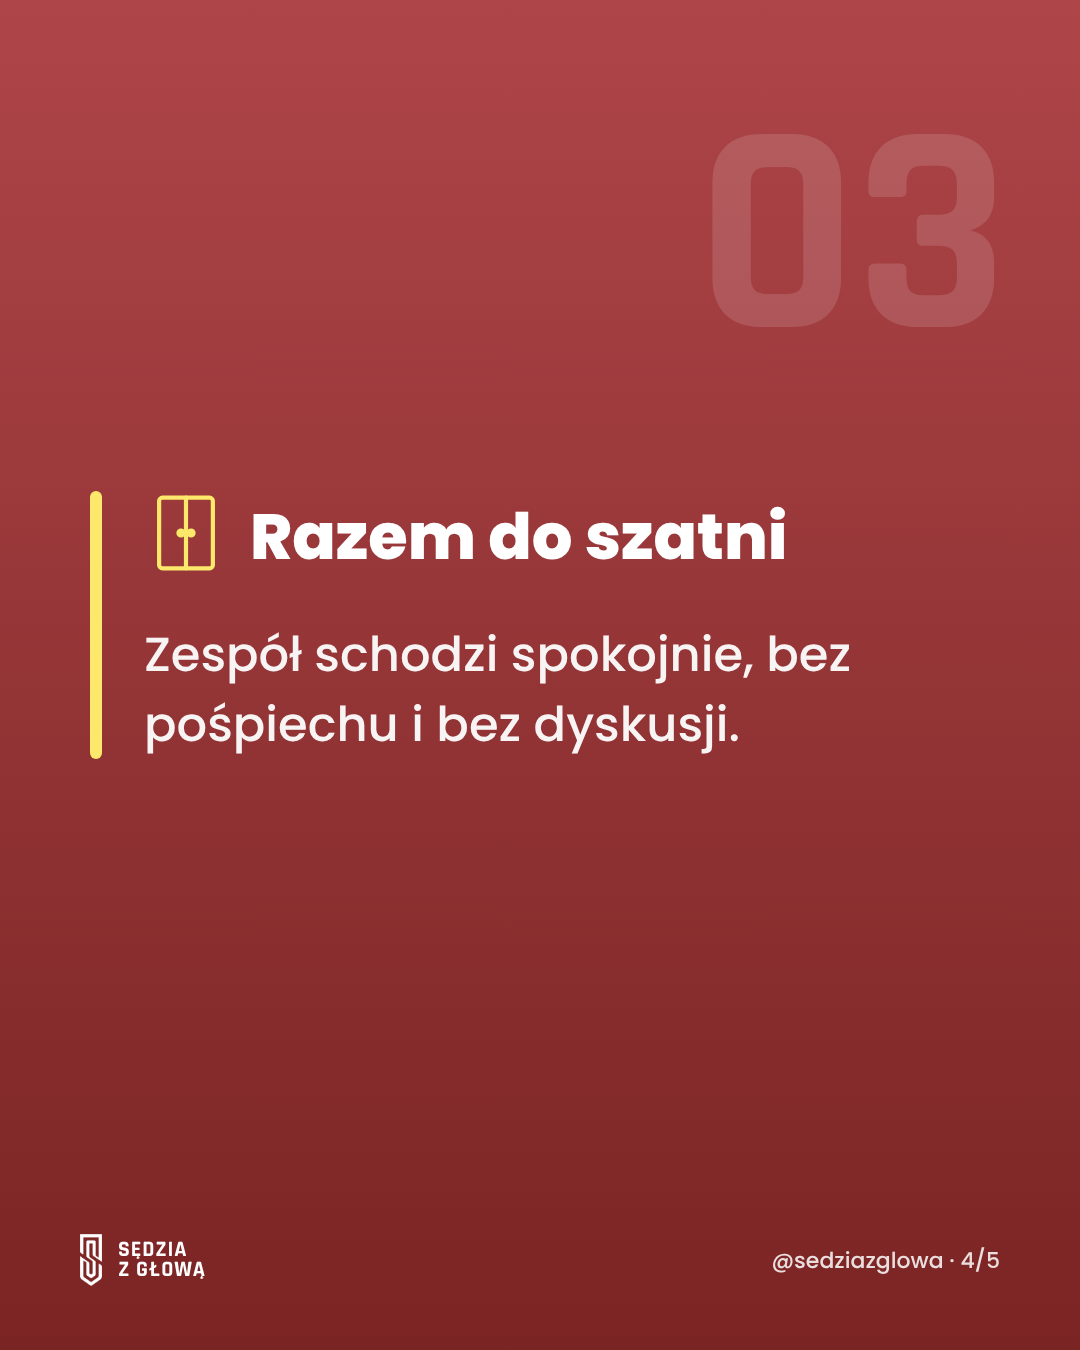 03
Razem do szatni
Zespół schodzi spokojnie, bez
pośpiechu i bez dyskusji.
SĘDZIA
Z GŁOWĄ
@sedziazglowa · 4/5